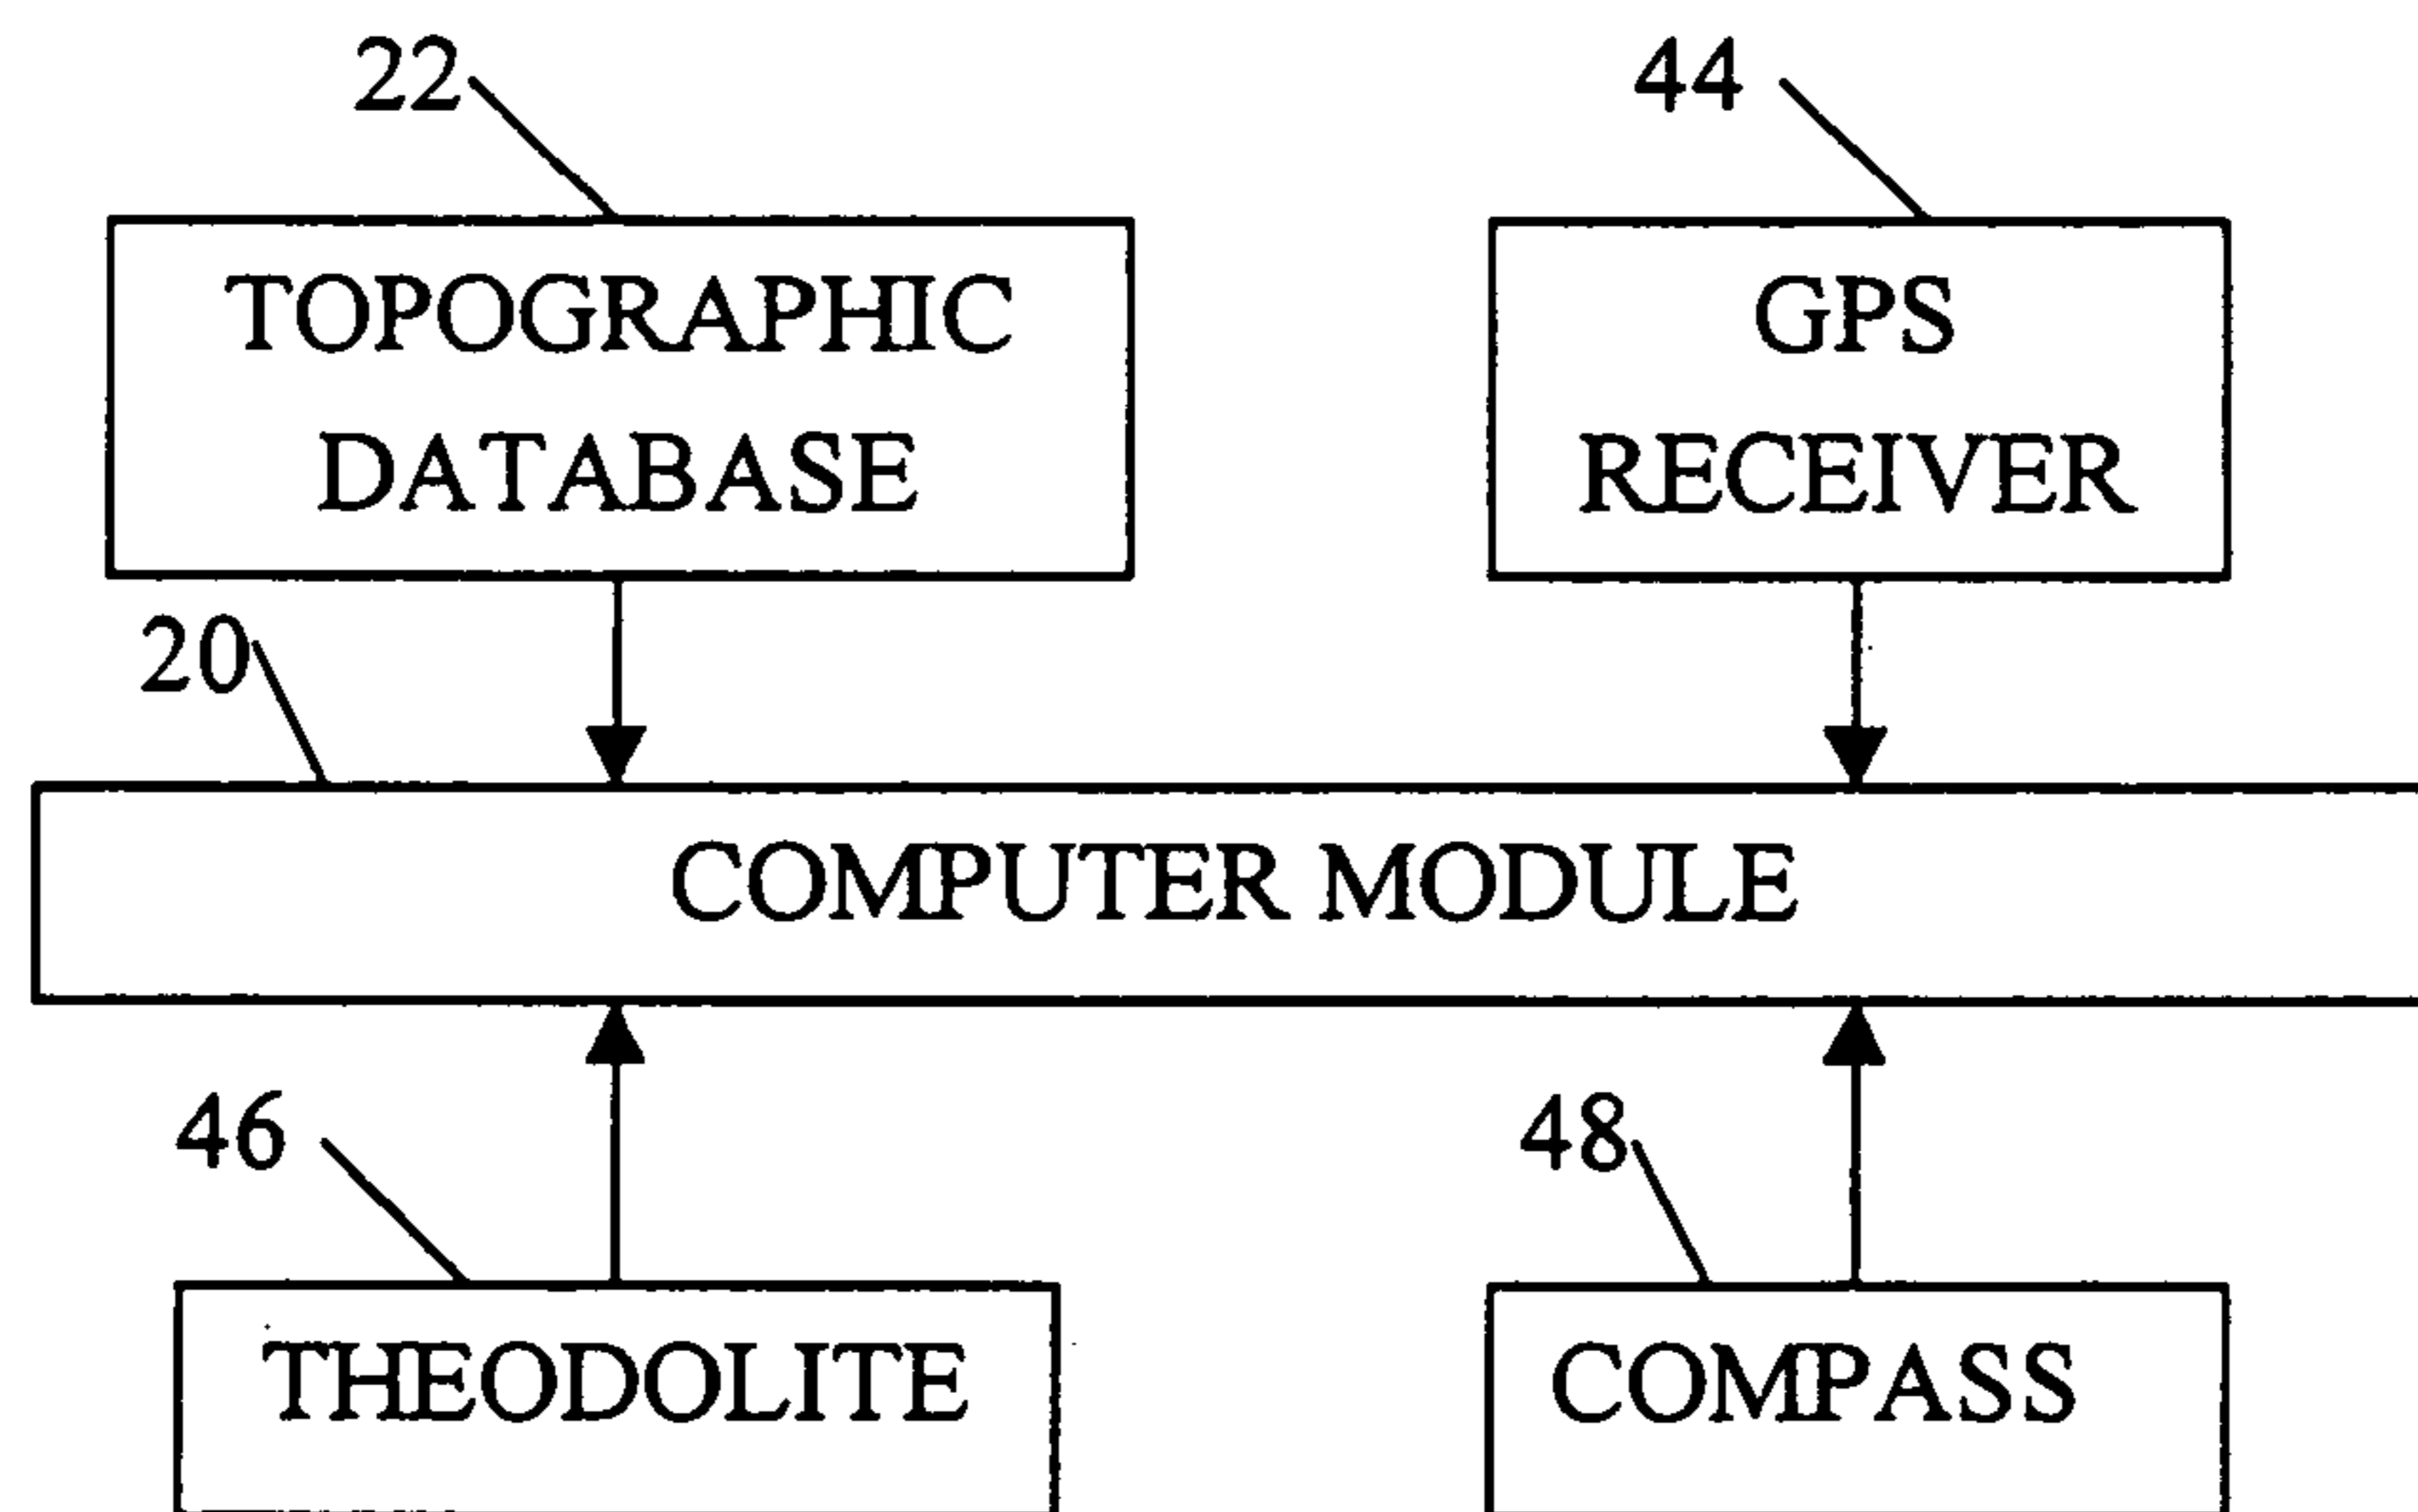 22
44
TOPOGRAPHIC
DATABASE
GPS
RECEIVER
20
COMPUTER MODULE
46
48
THEODOLITE
COMPASS